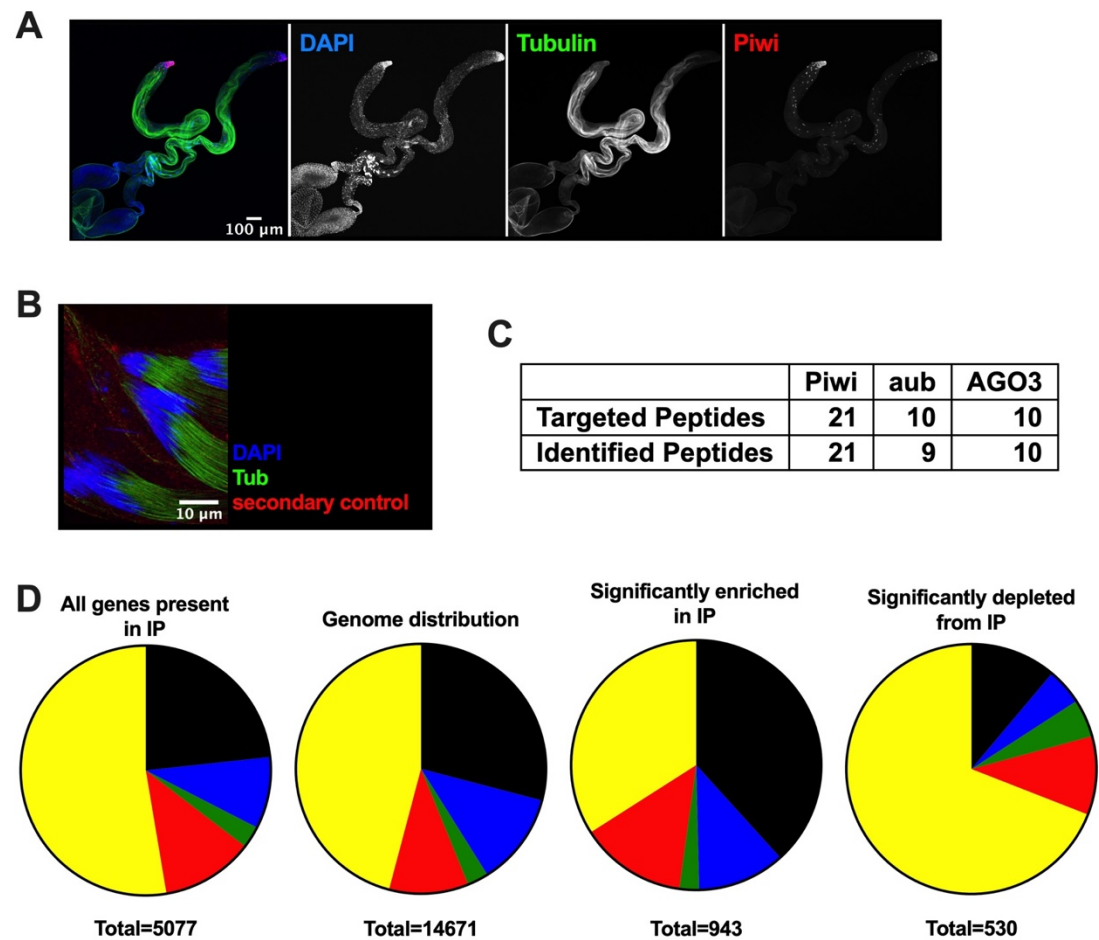 A
DAPI
Tubulin
Piwi
100 µm
B
DAPI
Tub
secondary control
10 µm
C
Piwi aub AGO3
Targeted Peptides 21 10 10
Identified Peptides 21 9 10
D
All genes present
in IP
Genome distribution
Significantly enriched
in IP
Significantly depleted
from IP
Total=5077
Total=14671
Total=943
Total=530